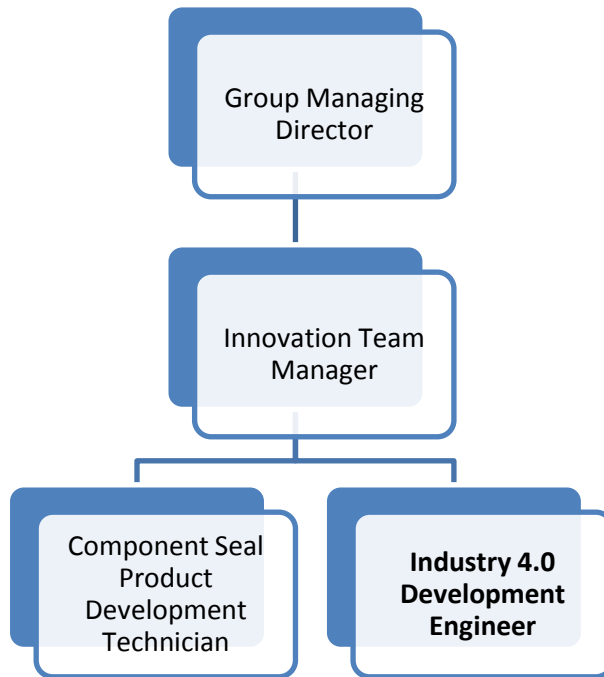 Group Managing
Director
Innovation Team
Manager
Component Seal
Product
Development
Technician
Industry 4.0
Development
Engineer